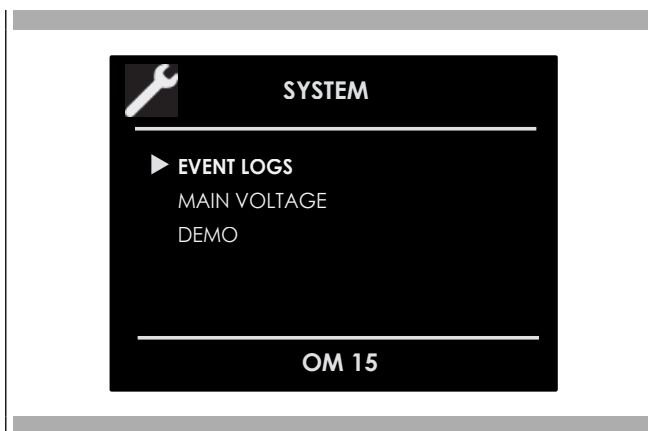 SYSTEM
EVENT LOGS
MAIN VOLTAGE
DEMO
OM 15